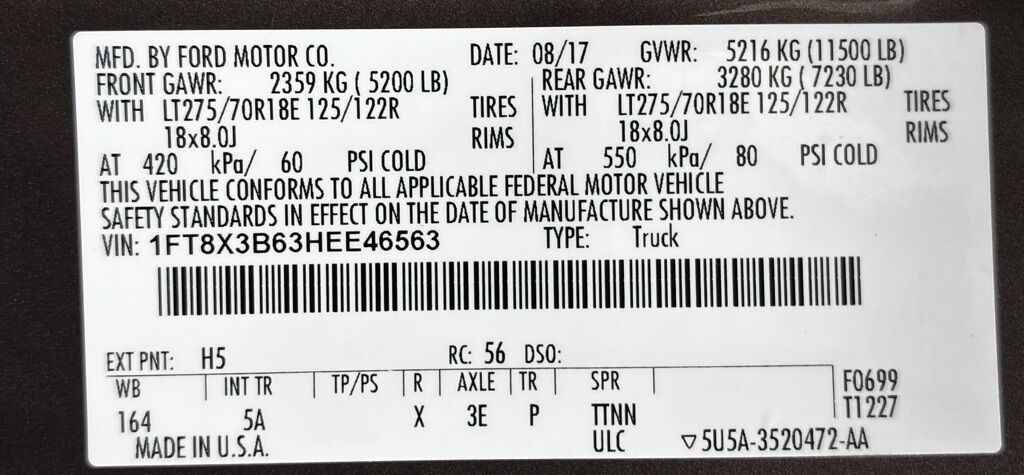 MFD. BY FORD MOTOR CO. DATE: 08/17 GVWR: 5216 KG (11500 LB)
FRONT GAWR: 2359 KG ( 5200 LB) REAR GAWR: 3280 KG ( 7230 LB)
WITH LT275/70R18E 125/122R TIRES WITH LT275/70R18E 125/122R TIRES
18x8.0J RIMS 18x8.0J RIMS
AT 420 kPa/ 60 PSI COLD AT 550 kPa/ 80 PSI COLD
THIS VEHICLE CONFORMS TO ALL APPLICABLE FEDERAL MOTOR VEHICLE
SAFETY STANDARDS IN EFFECT ON THE DATE OF MANUFACTURE SHOWN ABOVE.
VIN: 1FT8X3B63HEE46563 TYPE: Truck
EXT PNT: H5 RC: 56 DSO:
WB INT TR TP/PS R AXLE TR SPR F0699
164 5A X 3E P TTNN T1227
MADE IN U.S.A. ULC ▽5U5A-3520472-AA